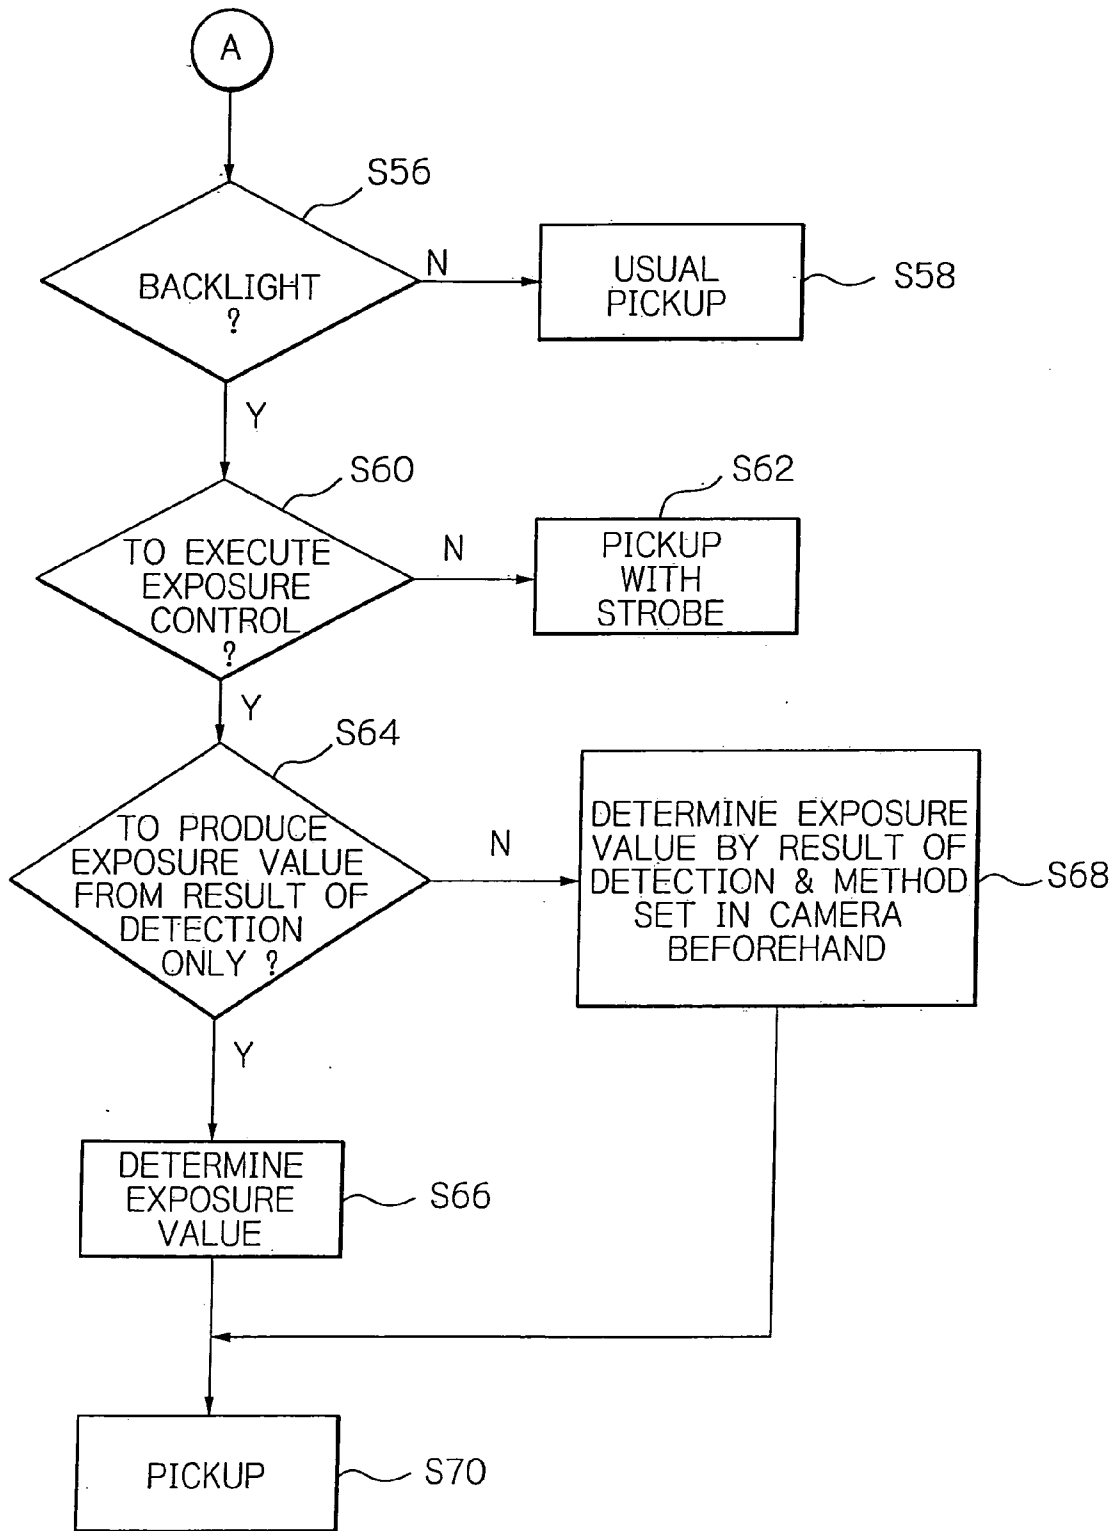 A
S56
BACKLIGHT
?
N
USUAL
PICKUP
S58
Y
S60
TO EXECUTE
EXPOSURE
CONTROL
?
N
S62
PICKUP
WITH
STROBE
Y
S64
TO PRODUCE
EXPOSURE VALUE
FROM RESULT OF
DETECTION
ONLY ?
N
DETERMINE EXPOSURE
VALUE BY RESULT OF
DETECTION & METHOD
SET IN CAMERA
BEFOREHAND
S68
Y
DETERMINE
EXPOSURE
VALUE
S66
PICKUP
S70